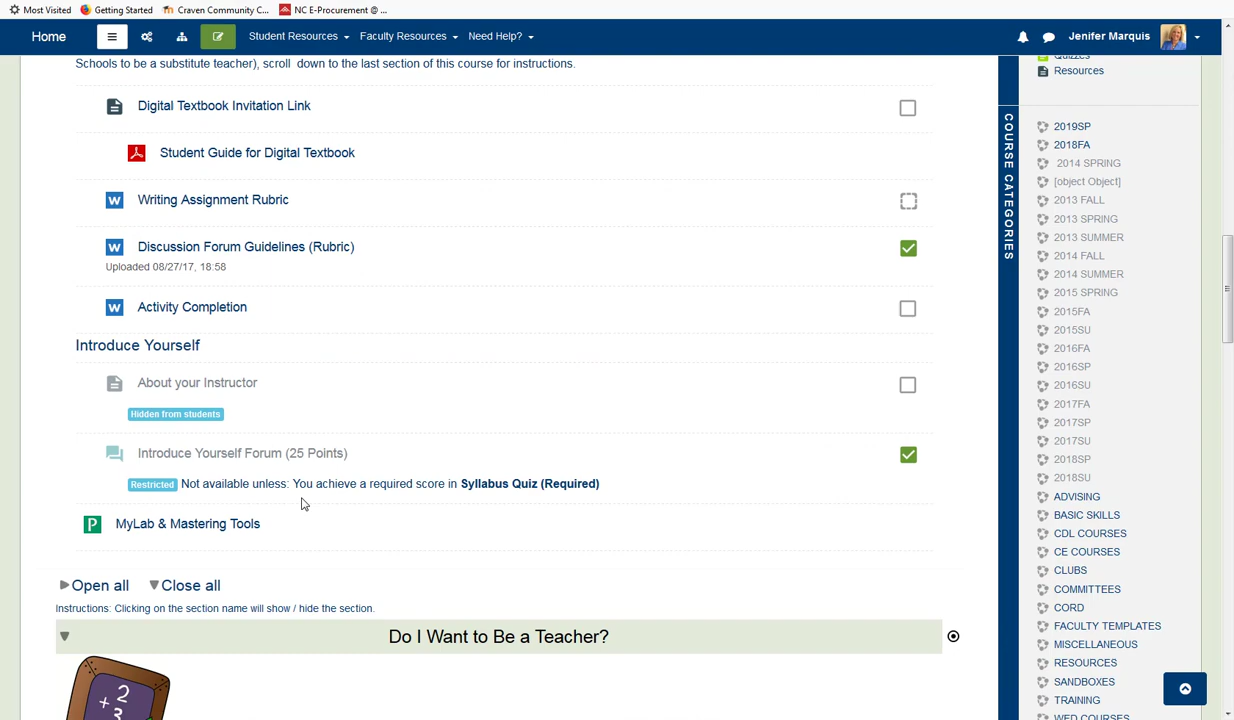 Most Visited Getting Started Craven Community C... NC E-Procurement @ ...
Home Student Resources Faculty Resources Need Help? Jenifer Marquis
Schools to be a substitute teacher), scroll down to the last section of this course for instructions.
Digital Textbook Invitation Link
Student Guide for Digital Textbook
Writing Assignment Rubric
Discussion Forum Guidelines (Rubric)
Uploaded 08/27/17, 18:58
Activity Completion
Introduce Yourself
About your Instructor
Hidden from students
Introduce Yourself Forum (25 Points)
Restricted Not available unless: You achieve a required score in Syllabus Quiz (Required)
MyLab & Mastering Tools
Open all Close all
Instructions: Clicking on the section name will show / hide the section.
Do I Want to Be a Teacher?
2
+ 3
Quizzes
Resources
COURSE CATEGORIES
2019SP
2018FA
2014 SPRING
[object Object]
2013 FALL
2013 SPRING
2013 SUMMER
2014 FALL
2014 SUMMER
2015 SPRING
2015FA
2015SU
2016FA
2016SP
2016SU
2017FA
2017SP
2017SU
2018SP
2018SU
ADVISING
BASIC SKILLS
CDL COURSES
CE COURSES
CLUBS
COMMITTEES
CORD
FACULTY TEMPLATES
MISCELLANEOUS
RESOURCES
SANDBOXES
TRAINING
WED COURSES